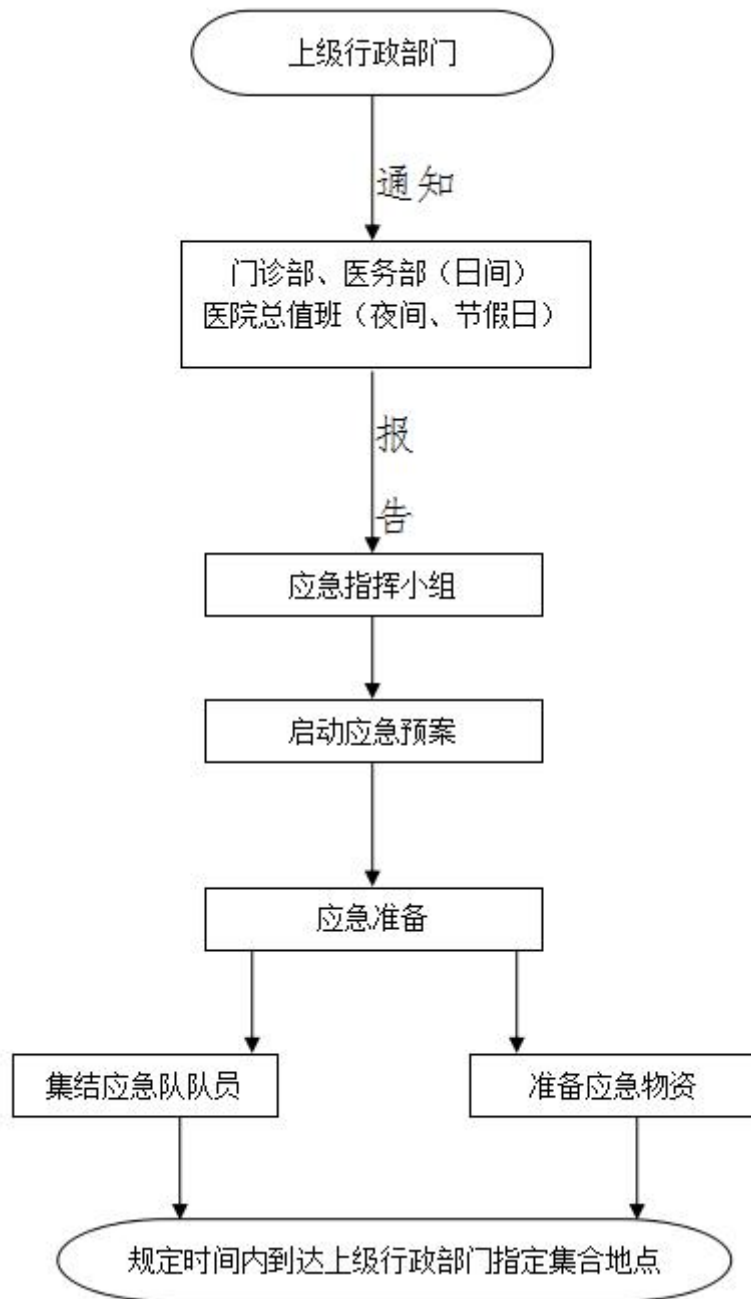 上级行政部门
通知
门诊部、医务部（日间）
医院总值班（夜间、节假日）
报
告
应急指挥小组
启动应急预案
应急准备
集结应急队队员
准备应急物资
规定时间内到达上级行政部门指定集合地点